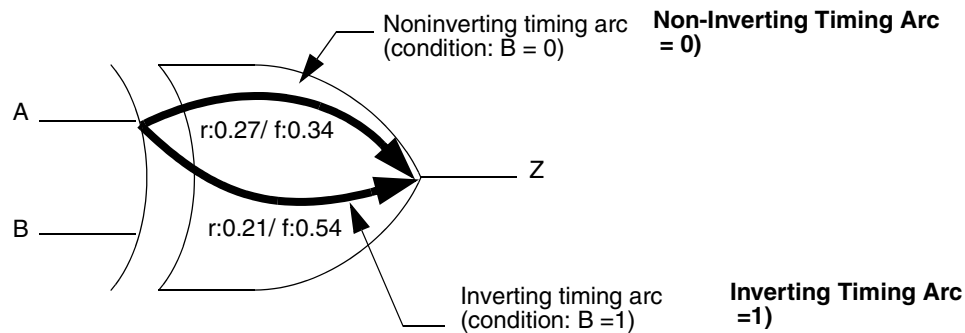 Noninverting timing arc
(condition: B = 0)
Non-Inverting Timing Arc
= 0)
A
r:0.27/ f:0.34
Z
B
r:0.21/ f:0.54
Inverting timing arc
(condition: B =1)
Inverting Timing Arc
=1)